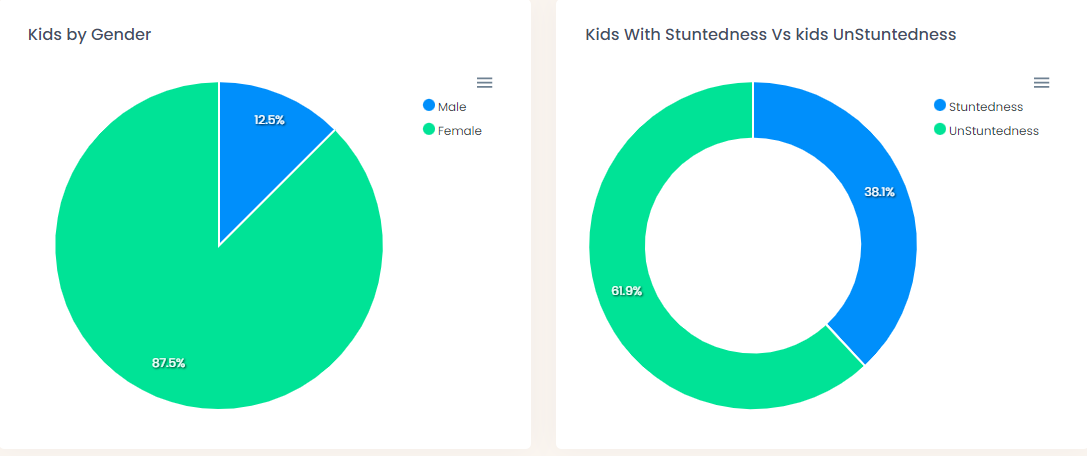 Kids by Gender
Male
Female
12.5%
87.5%
Kids With Stuntedness Vs kids UnStuntedness
Stuntedness
UnStuntedness
38.1%
61.9%